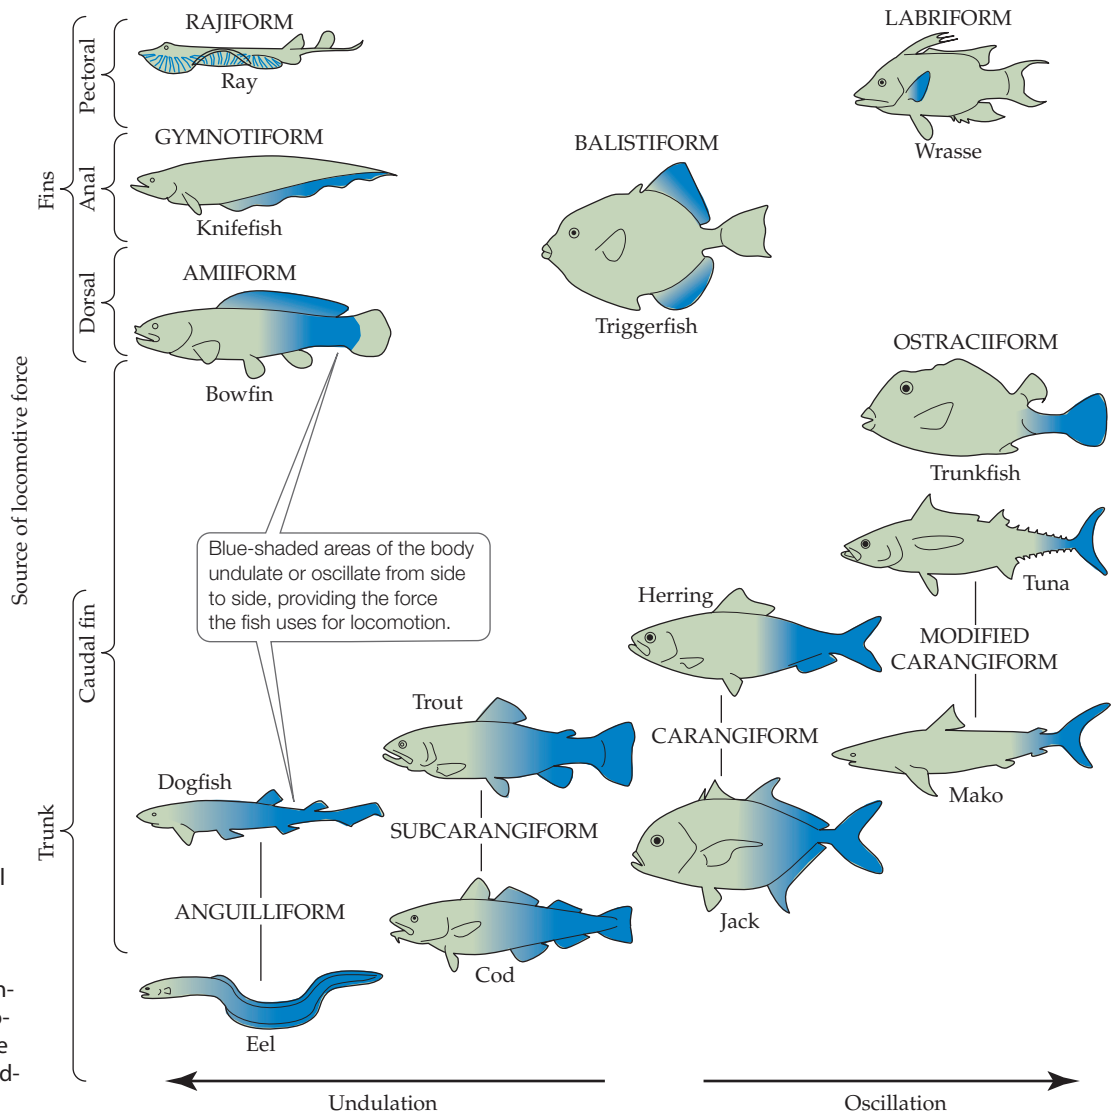 RAJIFORM
Ray
LABRIFORM
Wrasse
Pectoral
GYMNOTIFORM
Knifefish
BALISTIFORM
Triggerfish
Fins
Anal
AMIIFORM
Bowfin
Dorsal
OSTRACIIFORM
Trunkfish
Source of locomotive force
Blue-shaded areas of the body
undulate or oscillate from side
to side, providing the force
the fish uses for locomotion.
Tuna
Herring
MODIFIED
CARANGIFORM
Caudal fin
Trout
CARANGIFORM
Mako
Dogfish
SUBCARANGIFORM
Trunk
Jack
ANGUILLIFORM
Cod
Eel
Undulation
Oscillation